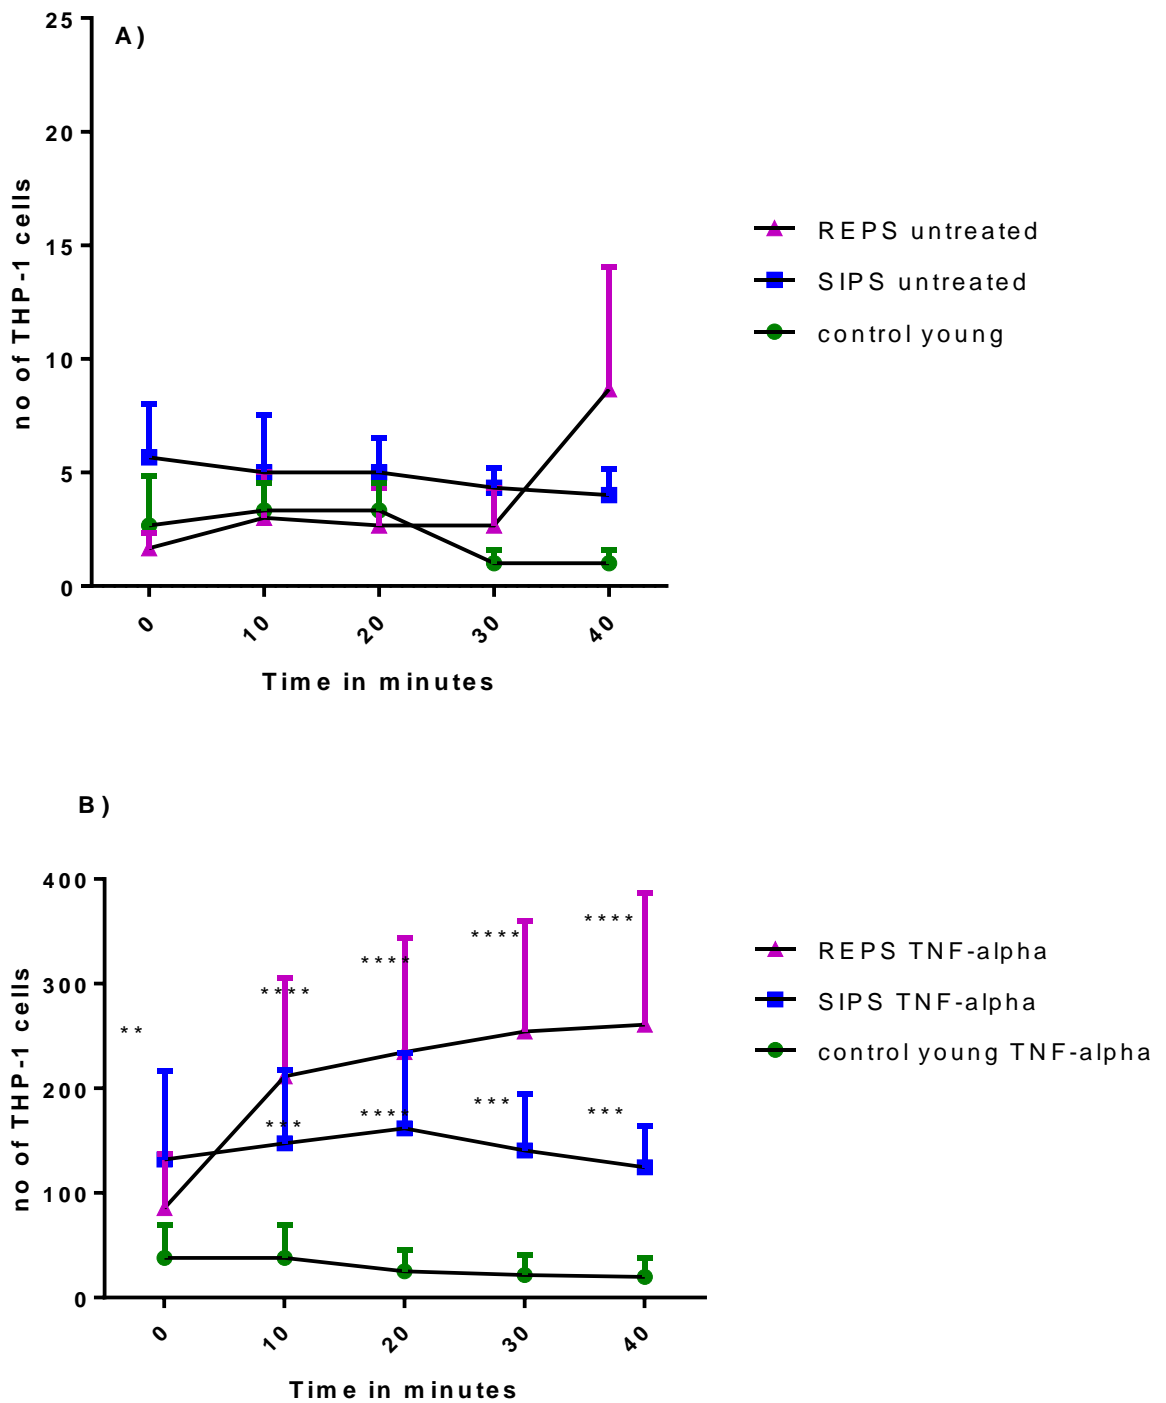 A)
25
20
15
10
5
0
no of THP-1 cells
0 10 20 30 40
Time in minutes
REPS untreated
SIPS untreated
control young
B)
400
300
200
100
0
no of THP-1 cells
**
****
****
****
****
***
****
***
***
0 10 20 30 40
Time in minutes
REPS TNF-alpha
SIPS TNF-alpha
control young TNF-alpha